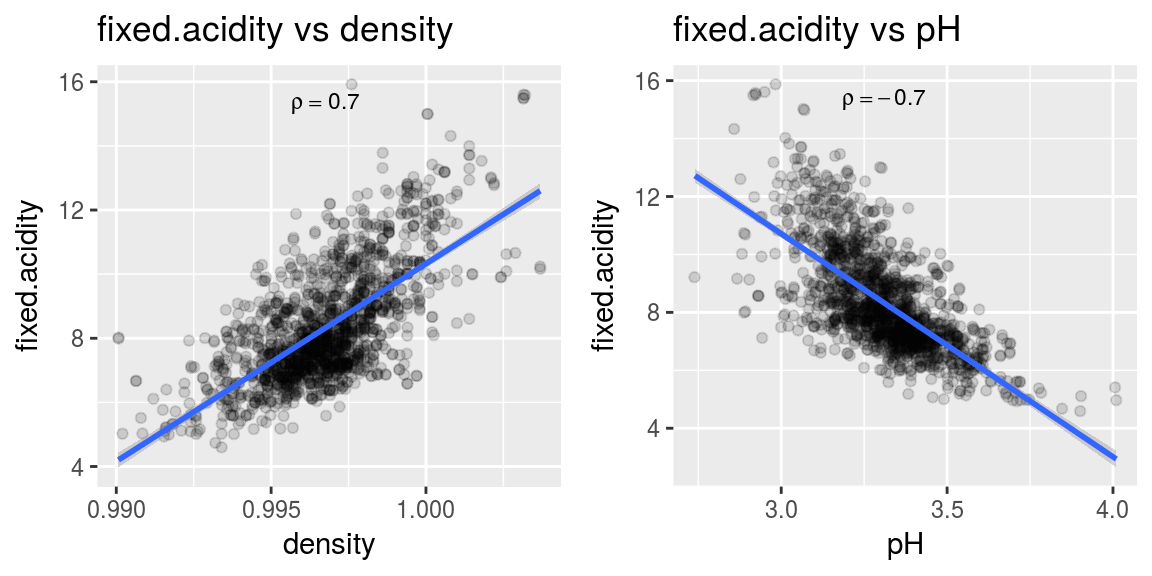 fixed.acidity vs density
ρ = 0.7
16
12
8
4
fixed.acidity
0.990
0.995
1.000
density
fixed.acidity vs pH
ρ = −0.7
16
12
8
4
fixed.acidity
3.0
3.5
4.0
pH